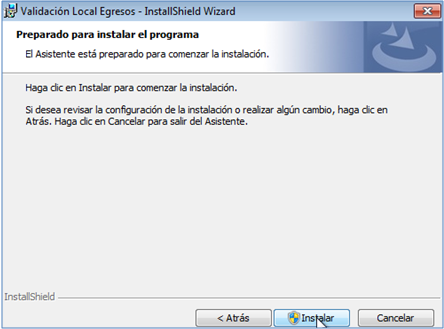 Validación Local Egresos - InstallShield Wizard
Preparado para instalar el programa
El Asistente está preparado para comenzar la instalación.
Haga clic en Instalar para comenzar la instalación.
Si desea revisar la configuración de la instalación o realizar algún cambio, haga clic en
Atrás. Haga clic en Cancelar para salir del Asistente.
InstallShield
< Atrás
Instalar
Cancelar